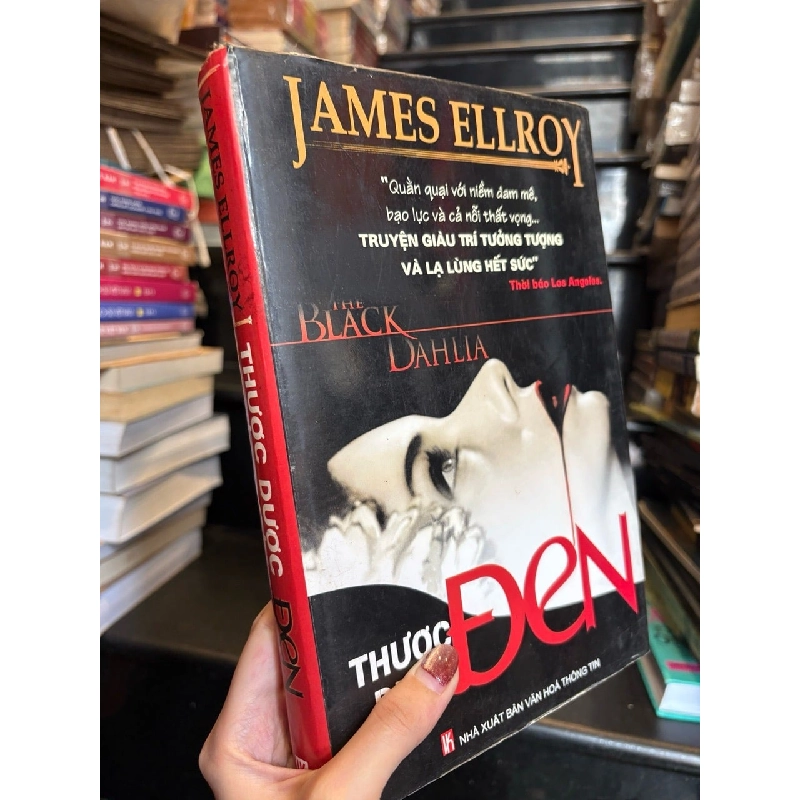 JAMES ELLROY
"Quằn quại với niềm đam mê,
bạo lực và cả nỗi thất vọng...
TRUYỆN GIÀU TRÍ TƯỞNG TƯỢNG
VÀ LẠ LÙNG HẾT SỨC"
Thời báo Los Angeles.
THE
BLACK
DAHLIA
THƯỢC
ĐEN
NHÀ XUẤT BẢN VĂN HOÁ THÔNG TIN
JAMES ELLROY THƯỢC DƯỢC ĐEN